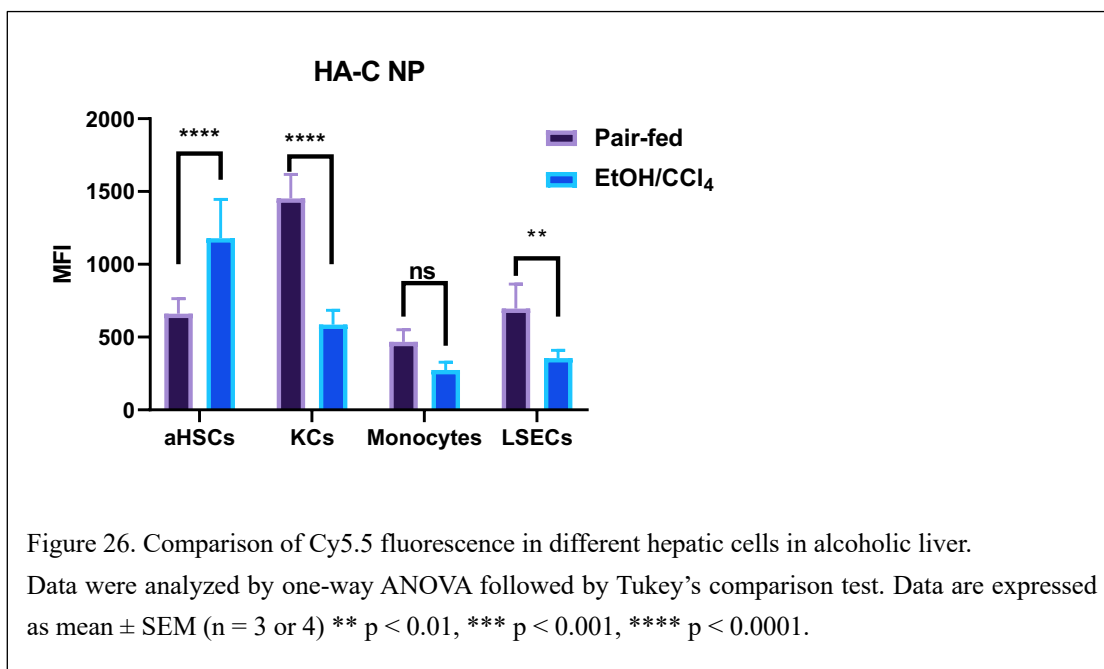 HA-C NP
2000
1500
1000
500
0
MFI
****
****
ns
**
Pair-fed
EtOH/CCl₄
aHSCs KCs Monocytes LSECs
Figure 26. Comparison of Cy5.5 fluorescence in different hepatic cells in alcoholic liver.
Data were analyzed by one-way ANOVA followed by Tukey’s comparison test. Data are expressed
as mean ± SEM (n = 3 or 4) ** p < 0.01, *** p < 0.001, **** p < 0.0001.